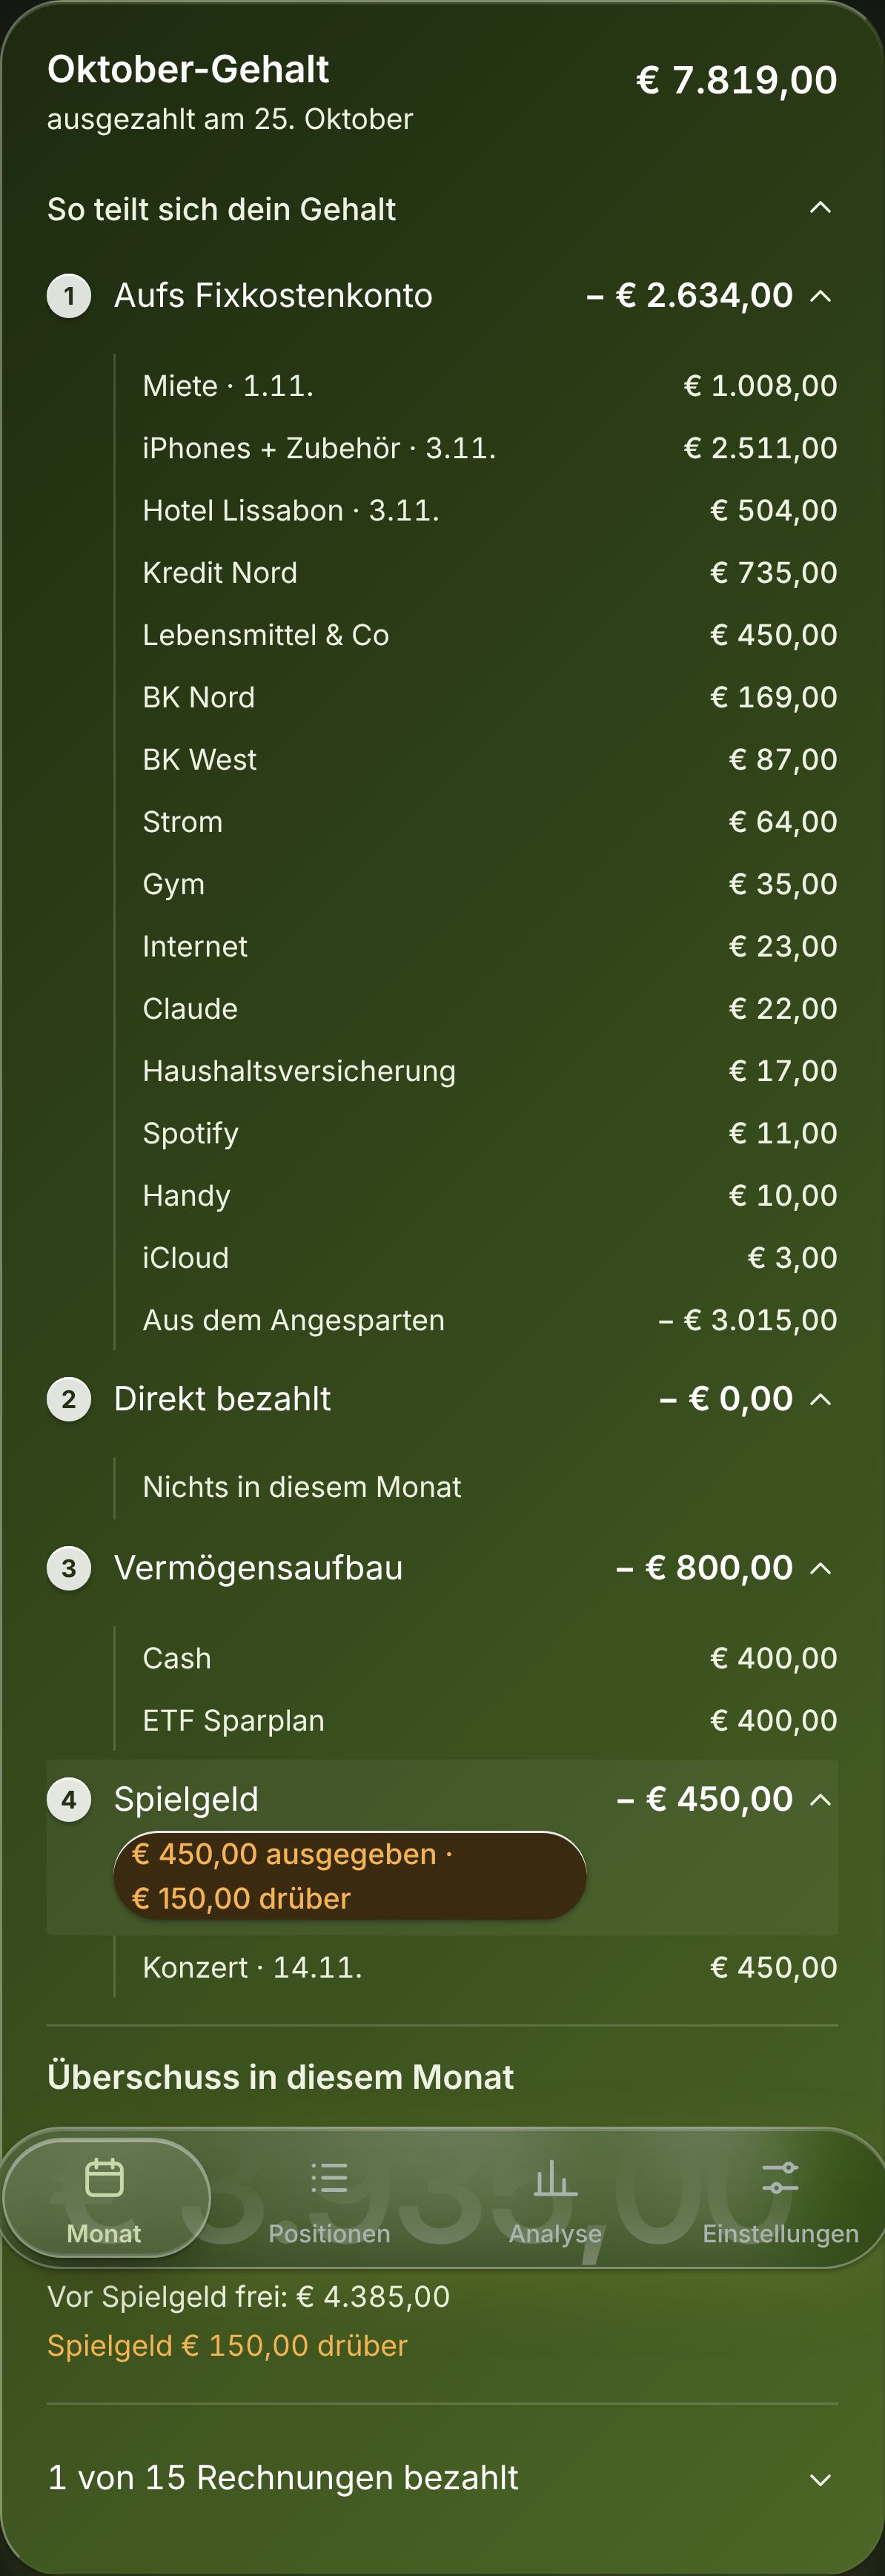 Oktober-Gehalt
€ 7.819,00
ausgezahlt am 25. Oktober
So teilt sich dein Gehalt
1 Aufs Fixkostenkonto − € 2.634,00
Miete · 1.11. € 1.008,00
iPhones + Zubehör · 3.11. € 2.511,00
Hotel Lissabon · 3.11. € 504,00
Kredit Nord € 735,00
Lebensmittel & Co € 450,00
BK Nord € 169,00
BK West € 87,00
Strom € 64,00
Gym € 35,00
Internet € 23,00
Claude € 22,00
Haushaltsversicherung € 17,00
Spotify € 11,00
Handy € 10,00
iCloud € 3,00
Aus dem Angesparten − € 3.015,00
2 Direkt bezahlt − € 0,00
Nichts in diesem Monat
3 Vermögensaufbau − € 800,00
Cash € 400,00
ETF Sparplan € 400,00
4 Spielgeld − € 450,00
€ 450,00 ausgegeben ·
€ 150,00 drüber
Konzert · 14.11. € 450,00
Überschuss in diesem Monat
€ 3.935,00
Monat Positionen Analyse Einstellungen
Vor Spielgeld frei: € 4.385,00
Spielgeld € 150,00 drüber
1 von 15 Rechnungen bezahlt